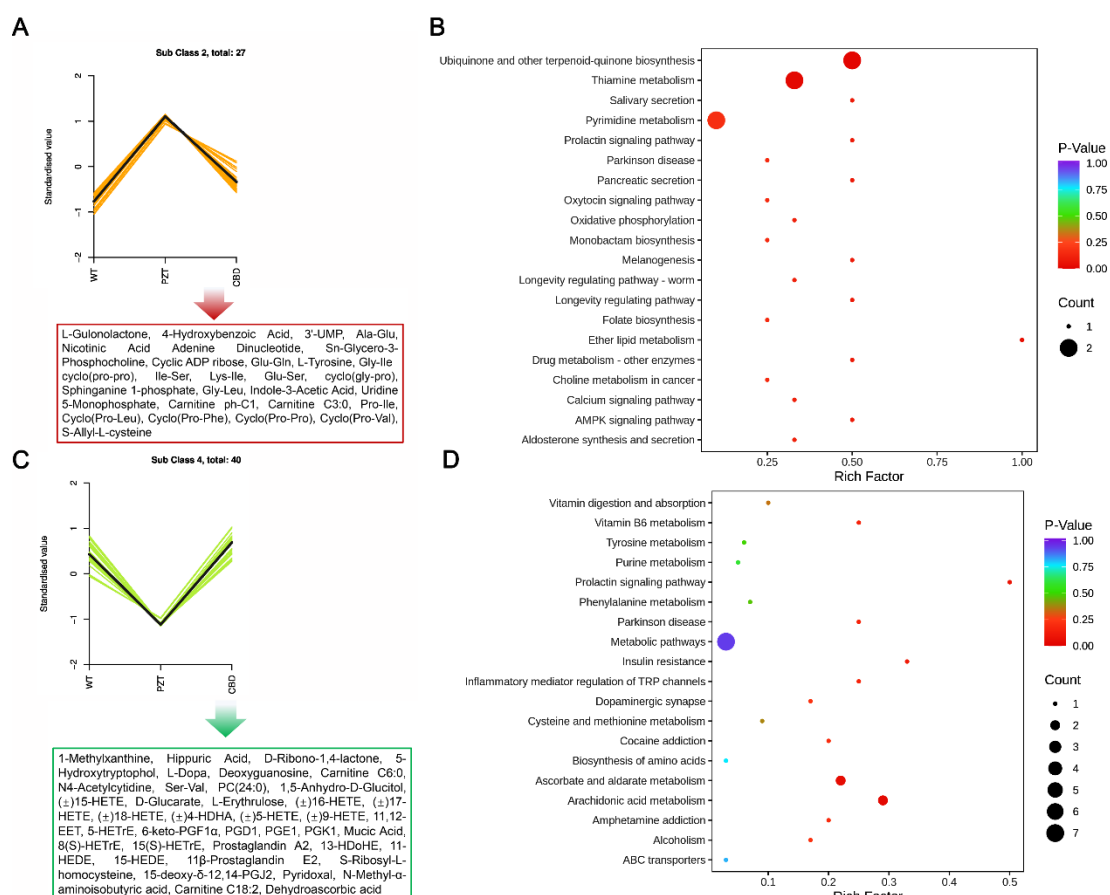 A
Sub Class 2, total: 27
Standardised value
2
1
0
−1
−2
WT
PZT
CBD
L-Gulonolactone, 4-Hydroxybenzoic Acid, 3'-UMP, Ala-Glu,
Nicotinic Acid Adenine Dinucleotide, Sn-Glycero-3-
Phosphocholine, Cyclic ADP ribose, Glu-Gln, L-Tyrosine, Gly-Ile
cyclo(pro-pro), Ile-Ser, Lys-Ile, Glu-Ser, cyclo(gly-pro),
Sphinganine 1-phosphate, Gly-Leu, Indole-3-Acetic Acid, Uridine
5-Monophosphate, Carnitine ph-C1, Carnitine C3:0, Pro-Ile,
Cyclo(Pro-Leu), Cyclo(Pro-Phe), Cyclo(Pro-Pro), Cyclo(Pro-Val),
S-Allyl-L-cysteine
B
Ubiquinone and other terpenoid-quinone biosynthesis
Thiamine metabolism
Salivary secretion
Pyrimidine metabolism
Prolactin signaling pathway
Parkinson disease
Pancreatic secretion
Oxytocin signaling pathway
Oxidative phosphorylation
Monobactam biosynthesis
Melanogenesis
Longevity regulating pathway - worm
Longevity regulating pathway
Folate biosynthesis
Ether lipid metabolism
Drug metabolism - other enzymes
Choline metabolism in cancer
Calcium signaling pathway
AMPK signaling pathway
Aldosterone synthesis and secretion
0.25 0.50 0.75 1.00
Rich Factor
P-Value
1.00
0.75
0.50
0.25
0.00
Count
1
2
C
Sub Class 4, total: 40
Standardised value
2
1
0
−1
−2
WT
PZT
CBD
1-Methylxanthine, Hippuric Acid, D-Ribono-1,4-lactone, 5-
Hydroxytryptophol, L-Dopa, Deoxyguanosine, Carnitine C6:0,
N4-Acetylcytidine, Ser-Val, PC(24:0), 1,5-Anhydro-D-Glucitol,
(±)15-HETE, D-Glucarate, L-Erythrulose, (±)16-HETE, (±)17-
HETE, (±)18-HETE, (±)4-HDHA, (±)5-HETE, (±)9-HETE, 11,12-
EET, 5-HETrE, 6-keto-PGF1α, PGD1, PGE1, PGK1, Mucic Acid,
8(S)-HETrE, 15(S)-HETrE, Prostaglandin A2, 13-HDoHE, 11-
HEDE, 15-HEDE, 11β-Prostaglandin E2, S-Ribosyl-L-
homocysteine, 15-deoxy-δ-12,14-PGJ2, Pyridoxal, N-Methyl-α-
aminoisobutyric acid, Carnitine C18:2, Dehydroascorbic acid
D
Vitamin digestion and absorption
Vitamin B6 metabolism
Tyrosine metabolism
Purine metabolism
Prolactin signaling pathway
Phenylalanine metabolism
Parkinson disease
Metabolic pathways
Insulin resistance
Inflammatory mediator regulation of TRP channels
Dopaminergic synapse
Cysteine and methionine metabolism
Cocaine addiction
Biosynthesis of amino acids
Ascorbate and aldarate metabolism
Arachidonic acid metabolism
Amphetamine addiction
Alcoholism
ABC transporters
0.1 0.2 0.3 0.4 0.5
Rich Factor
P-Value
1.00
0.75
0.50
0.25
0.00
Count
1
2
3
4
5
6
7